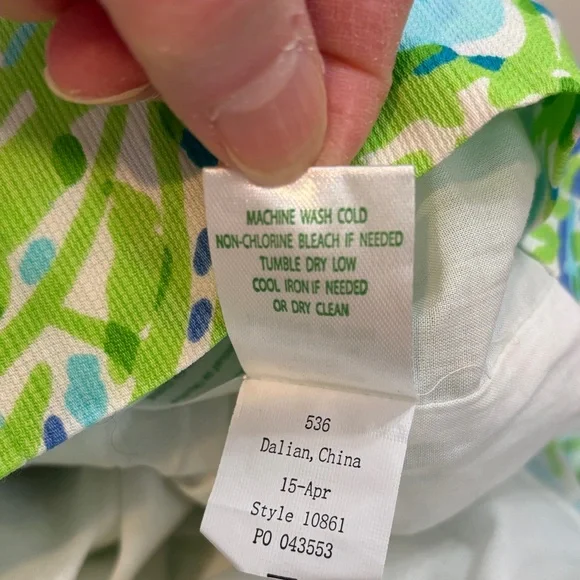 MACHINE WASH COLD
NON-CHLORINE BLEACH IF NEEDED
TUMBLE DRY LOW
COOL IRON IF NEEDED
OR DRY CLEAN
536
Dalian, China
15-Apr
Style 10861
PO 043553